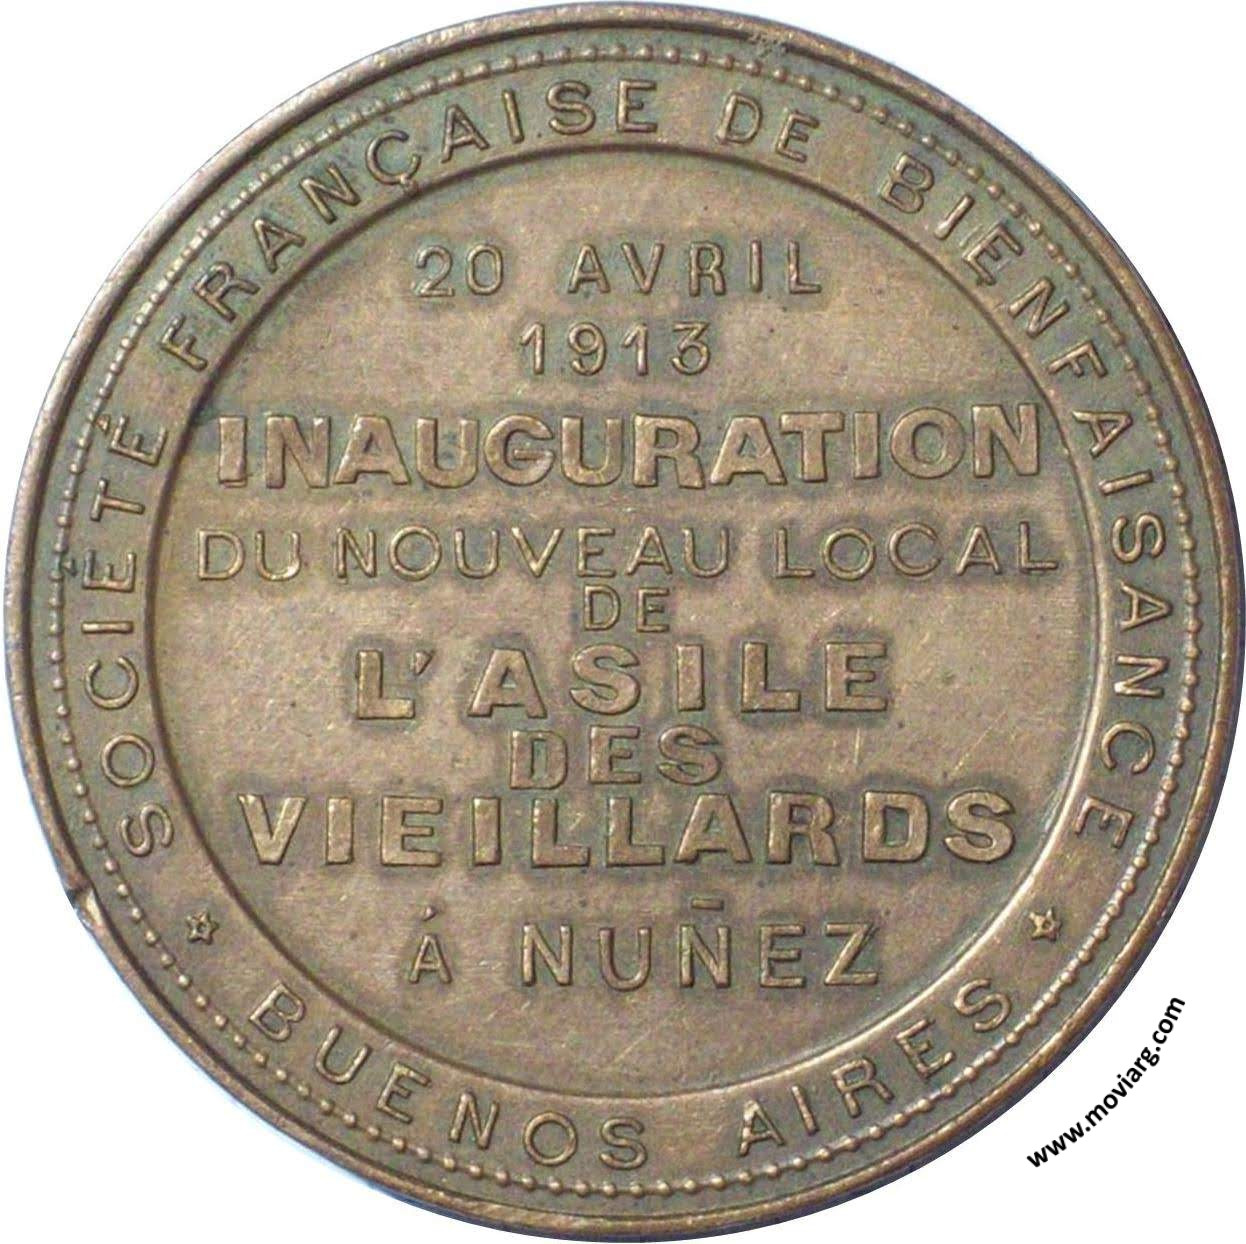 SOCIÉTÉ FRANÇAISE DE BIENFAISANCE
20 AVRIL
1913
INAUGURATION
DU NOUVEAU LOCAL
DE
L'ASILE
DES
VIEILLARDS
Á NUÑEZ
BUENOS AIRES
www.moviarg.com